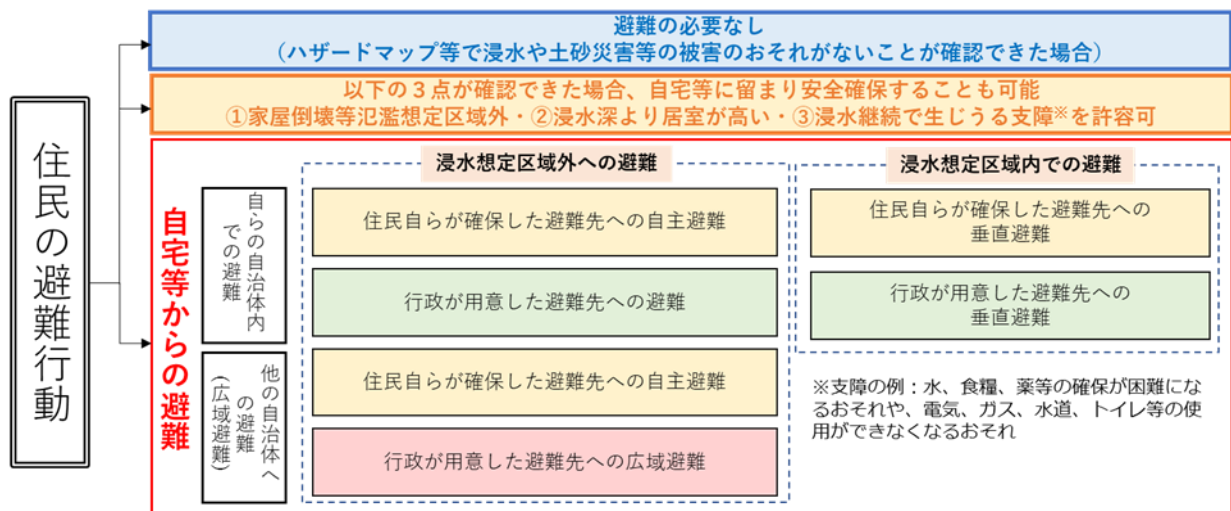 住民の避難行動
避難の必要なし
（ハザードマップ等で浸水や土砂災害等の被害のおそれがないことが確認できた場合）
以下の３点が確認できた場合、自宅等に留まり安全確保することも可能
①家屋倒壊等氾濫想定区域外・②浸水深より居室が高い・③浸水継続で生じうる支障※を許容可
自宅等からの避難
自らの自治体内
での避難
他の自治体へ
の避難
(広域避難)
浸水想定区域外への避難
住民自らが確保した避難先への自主避難
行政が用意した避難先への避難
住民自らが確保した避難先への自主避難
行政が用意した避難先への広域避難
浸水想定区域内での避難
住民自らが確保した避難先への
垂直避難
行政が用意した避難先への
垂直避難
※支障の例：水、食糧、薬等の確保が困難にな
るおそれや、電気、ガス、水道、トイレ等の使
用ができなくなるおそれ